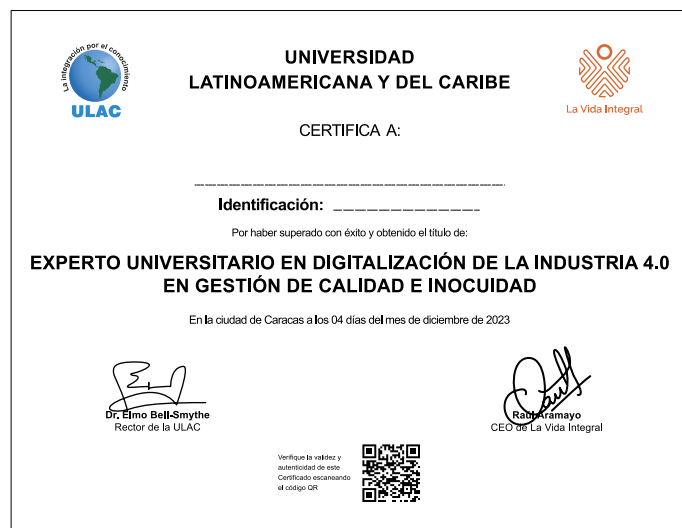 La integración por el conocimiento
ULAC
UNIVERSIDAD
LATINOAMERICANA Y DEL CARIBE
La Vida Integral
CERTIFICA A:
Identificación:
Por haber superado con éxito y obtenido el título de:
EXPERTO UNIVERSITARIO EN DIGITALIZACIÓN DE LA INDUSTRIA 4.0
EN GESTIÓN DE CALIDAD E INOCUIDAD
En la ciudad de Caracas a los 04 días del mes de diciembre de 2023
Dr. Elmo Bell-Smythe
Rector de la ULAC
Raúl Aramayo
CEO de La Vida Integral
Verifique la validez y
autenticidad de este
Certificado escaneando
el código QR